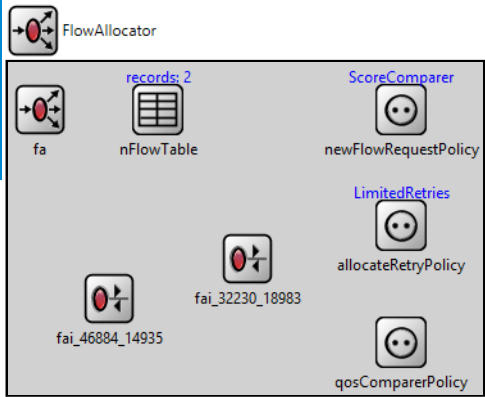 FlowAllocator
records: 2
ScoreComparer
fa
nFlowTable
newFlowRequestPolicy
LimitedRetries
allocateRetryPolicy
fai_32230_18983
fai_46884_14935
qosComparerPolicy